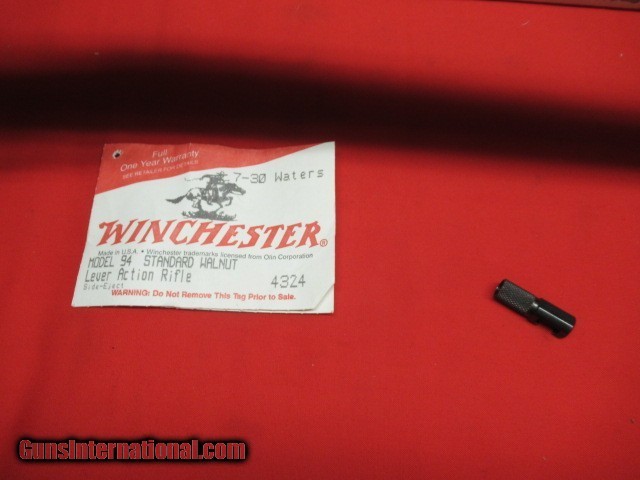 Full
One Year Warranty
SEE RETAILER FOR DETAILS
7-30 Waters
WINCHESTER®
Made in U.S.A. • Winchester trademarks licensed from Olin Corporation
MODEL 94 STANDARD WALNUT
Lever Action Rifle 4324
Side-Eject
WARNING: Do Not Remove This Tag Prior to Sale.
GunsInternational.com